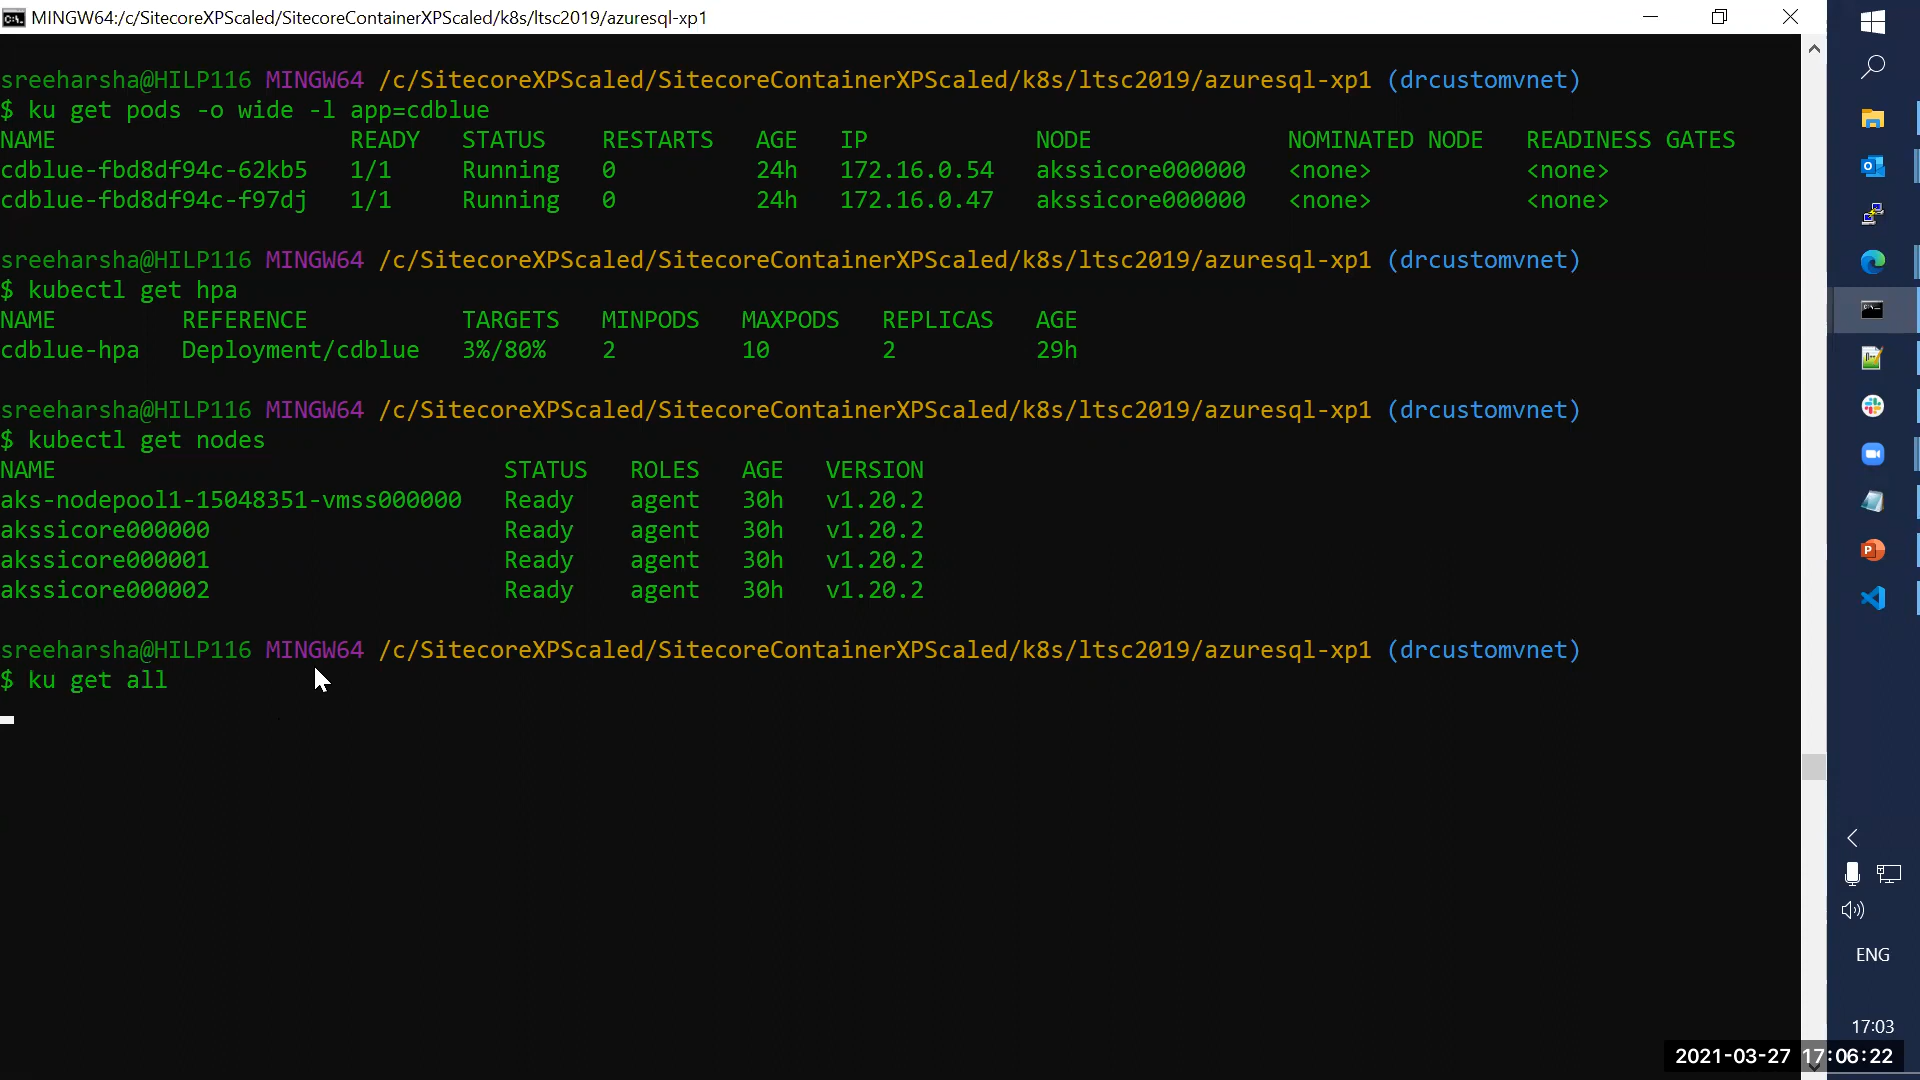 MINGW64:/c/SitecoreXPScaled/SitecoreContainerXPScaled/k8s/ltsc2019/azuresql-xp1
sreeharsha@HILP116 MINGW64 /c/SitecoreXPScaled/SitecoreContainerXPScaled/k8s/ltsc2019/azuresql-xp1 (drcustomvnet)
$ ku get pods -o wide -l app=cdblue
NAME READY STATUS RESTARTS AGE IP NODE NOMINATED NODE READINESS GATES
cdblue-fbd8df94c-62kb5 1/1 Running 0 24h 172.16.0.54 akssicore000000 <none> <none>
cdblue-fbd8df94c-f97dj 1/1 Running 0 24h 172.16.0.47 akssicore000000 <none> <none>
sreeharsha@HILP116 MINGW64 /c/SitecoreXPScaled/SitecoreContainerXPScaled/k8s/ltsc2019/azuresql-xp1 (drcustomvnet)
$ kubectl get hpa
NAME REFERENCE TARGETS MINPODS MAXPODS REPLICAS AGE
cdblue-hpa Deployment/cdblue 3%/80% 2 10 2 29h
sreeharsha@HILP116 MINGW64 /c/SitecoreXPScaled/SitecoreContainerXPScaled/k8s/ltsc2019/azuresql-xp1 (drcustomvnet)
$ kubectl get nodes
NAME STATUS ROLES AGE VERSION
aks-nodepool1-15048351-vmss000000 Ready agent 30h v1.20.2
akssicore000000 Ready agent 30h v1.20.2
akssicore000001 Ready agent 30h v1.20.2
akssicore000002 Ready agent 30h v1.20.2
sreeharsha@HILP116 MINGW64 /c/SitecoreXPScaled/SitecoreContainerXPScaled/k8s/ltsc2019/azuresql-xp1 (drcustomvnet)
$ ku get all
ENG
17:03
2021-03-27 17:06:22